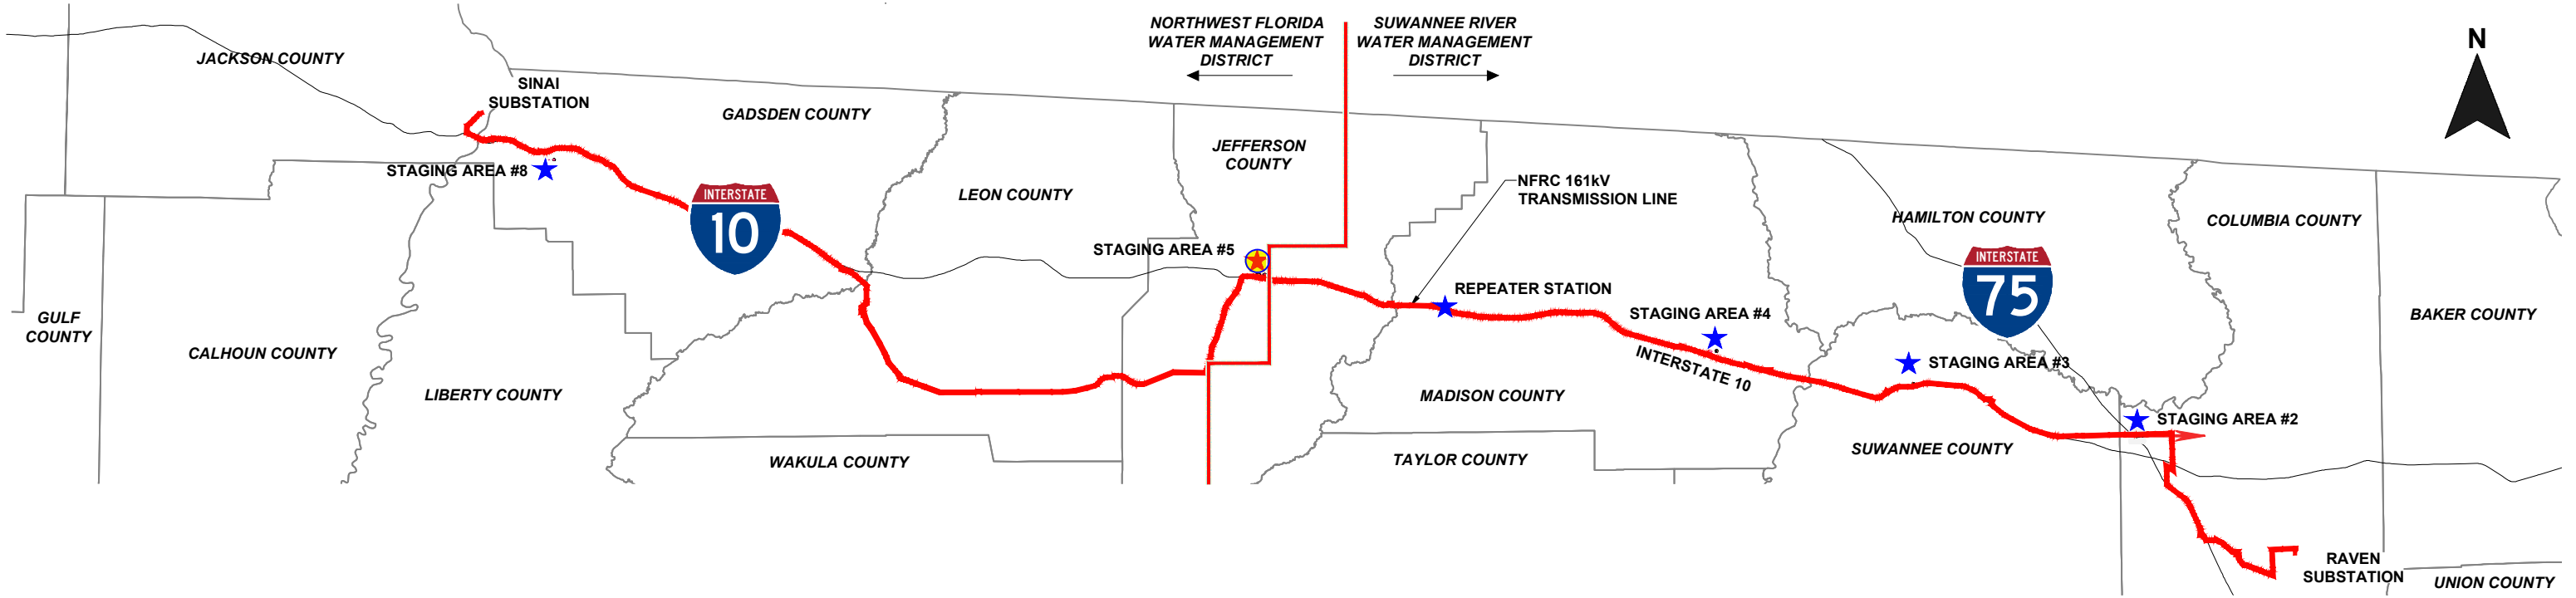 NORTHWEST FLORIDA
WATER MANAGEMENT
DISTRICT
SUWANNEE RIVER
WATER MANAGEMENT
DISTRICT
N
JACKSON COUNTY
SINAI
SUBSTATION
GADSDEN COUNTY
JEFFERSON
COUNTY
STAGING AREA #8
INTERSTATE
10
LEON COUNTY
NFRC 161kV
TRANSMISSION LINE
HAMILTON COUNTY
COLUMBIA COUNTY
STAGING AREA #5
INTERSTATE
75
REPEATER STATION
STAGING AREA #4
GULF
COUNTY
BAKER COUNTY
CALHOUN COUNTY
INTERSTATE 10
STAGING AREA #3
LIBERTY COUNTY
MADISON COUNTY
STAGING AREA #2
WAKULA COUNTY
TAYLOR COUNTY
SUWANNEE COUNTY
RAVEN
SUBSTATION
UNION COUNTY